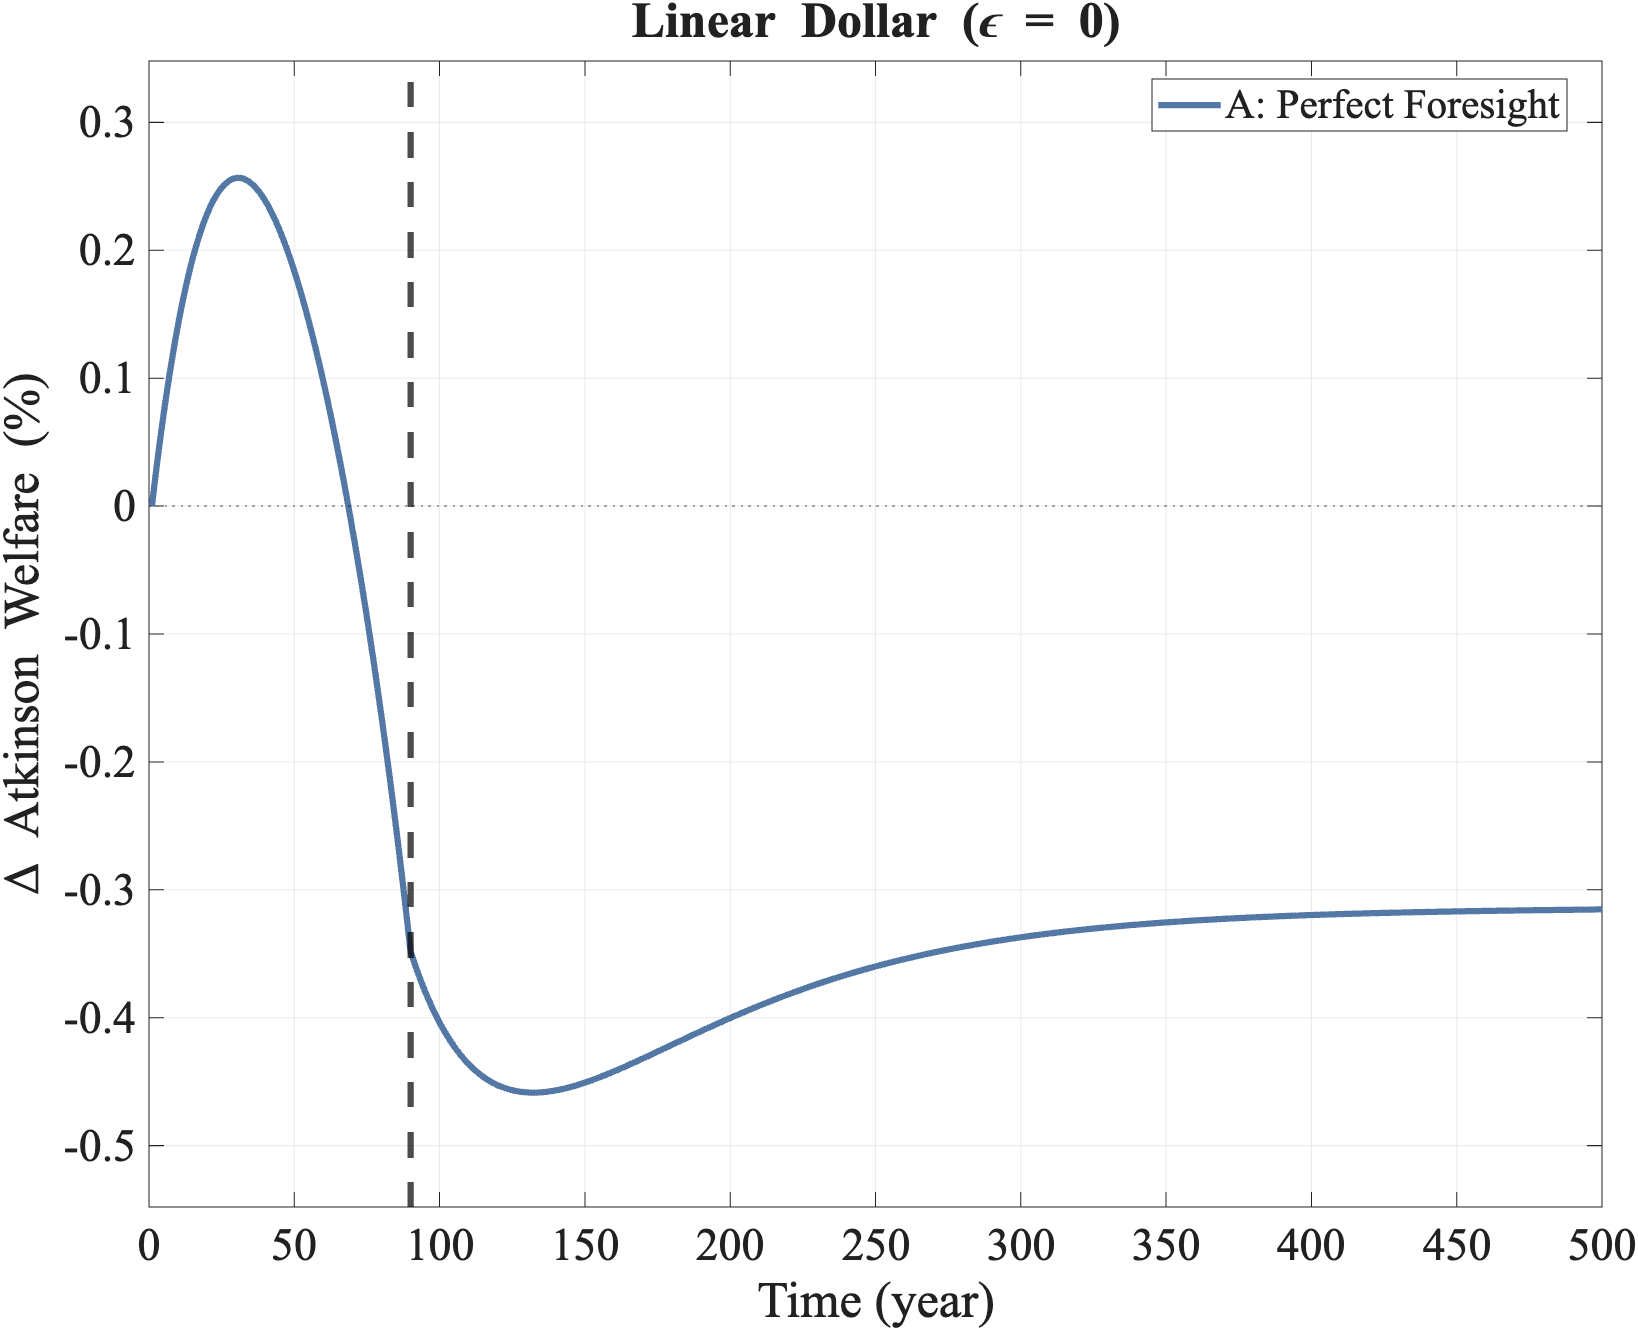 Linear Dollar (ϵ = 0)
A: Perfect Foresight
Δ Atkinson Welfare (%)
0.3
0.2
0.1
0
-0.1
-0.2
-0.3
-0.4
-0.5
0 50 100 150 200 250 300 350 400 450 500
Time (year)